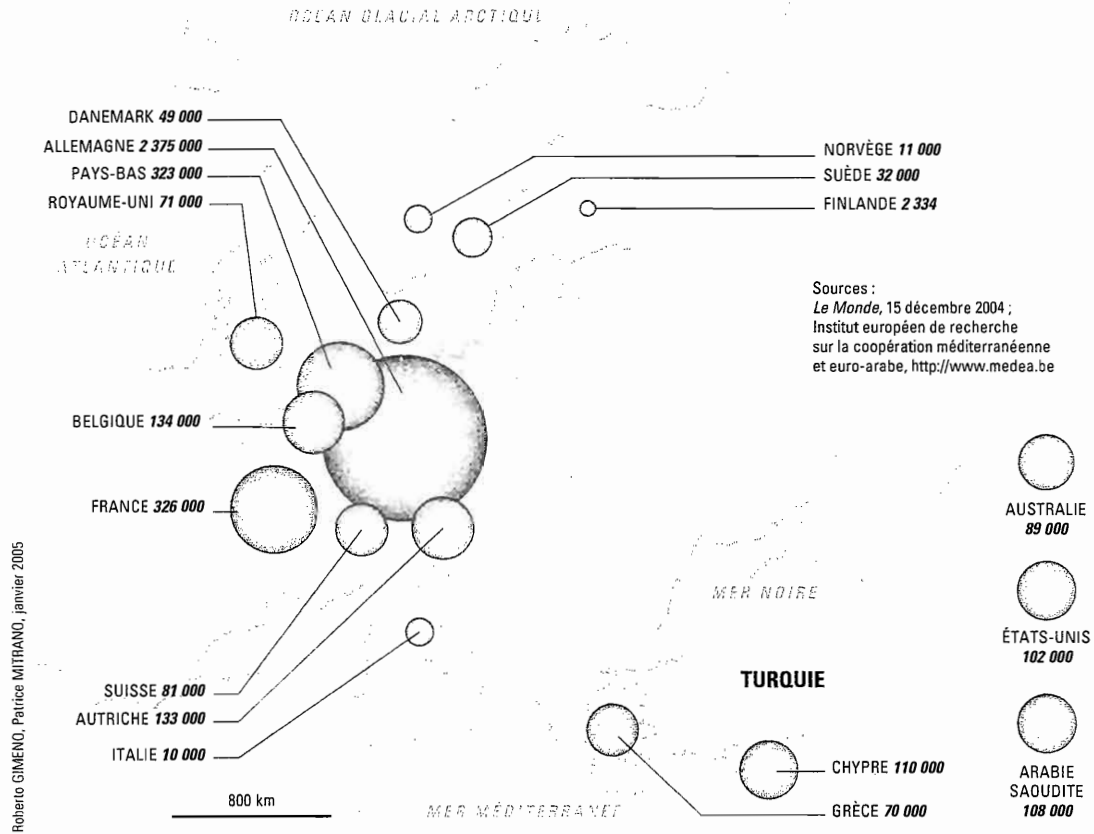 OCÉAN GLACIAL ARCTIQUE
DANEMARK 49 000
ALLEMAGNE 2 375 000
PAYS-BAS 323 000
ROYAUME-UNI 71 000
OCÉAN
ATLANTIQUE
NORVÈGE 11 000
SUÈDE 32 000
FINLANDE 2 334
Sources :
Le Monde, 15 décembre 2004 ;
Institut européen de recherche
sur la coopération méditerranéenne
et euro-arabe, http://www.medea.be
BELGIQUE 134 000
FRANCE 326 000
AUSTRALIE
89 000
MER NOIRE
ÉTATS-UNIS
102 000
TURQUIE
SUISSE 81 000
AUTRICHE 133 000
ITALIE 10 000
CHYPRE 110 000
GRÈCE 70 000
ARABIE
SAOUDITE
108 000
800 km
MER MÉDITERRANÉE
Roberto GIMENO, Patrice MITRANO, janvier 2005